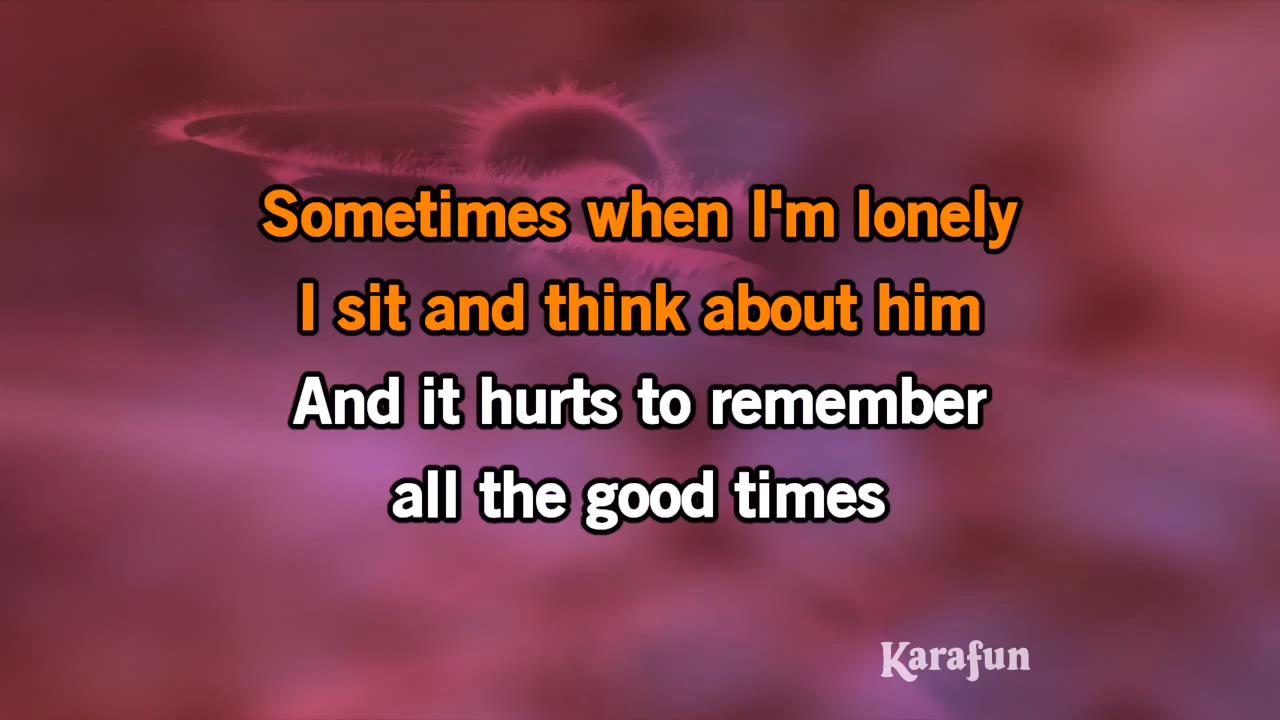 Sometimes when I'm lonely
I sit and think about him
And it hurts to remember
all the good times
Karafun